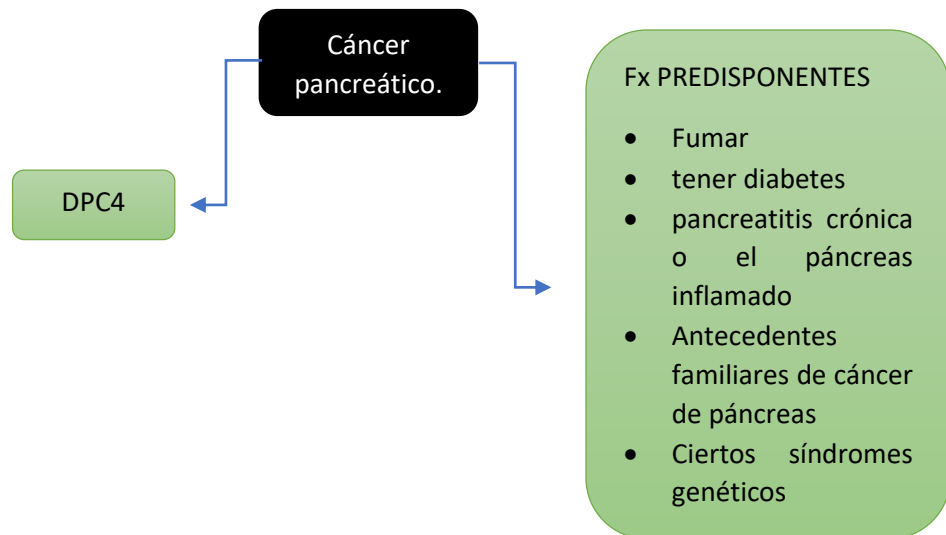 Cáncer
pancreático.
DPC4
Fx PREDISPONENTES
• Fumar
• tener diabetes
• pancreatitis crónica
o el páncreas
inflamado
• Antecedentes
familiares de cáncer
de páncreas
• Ciertos síndromes
genéticos